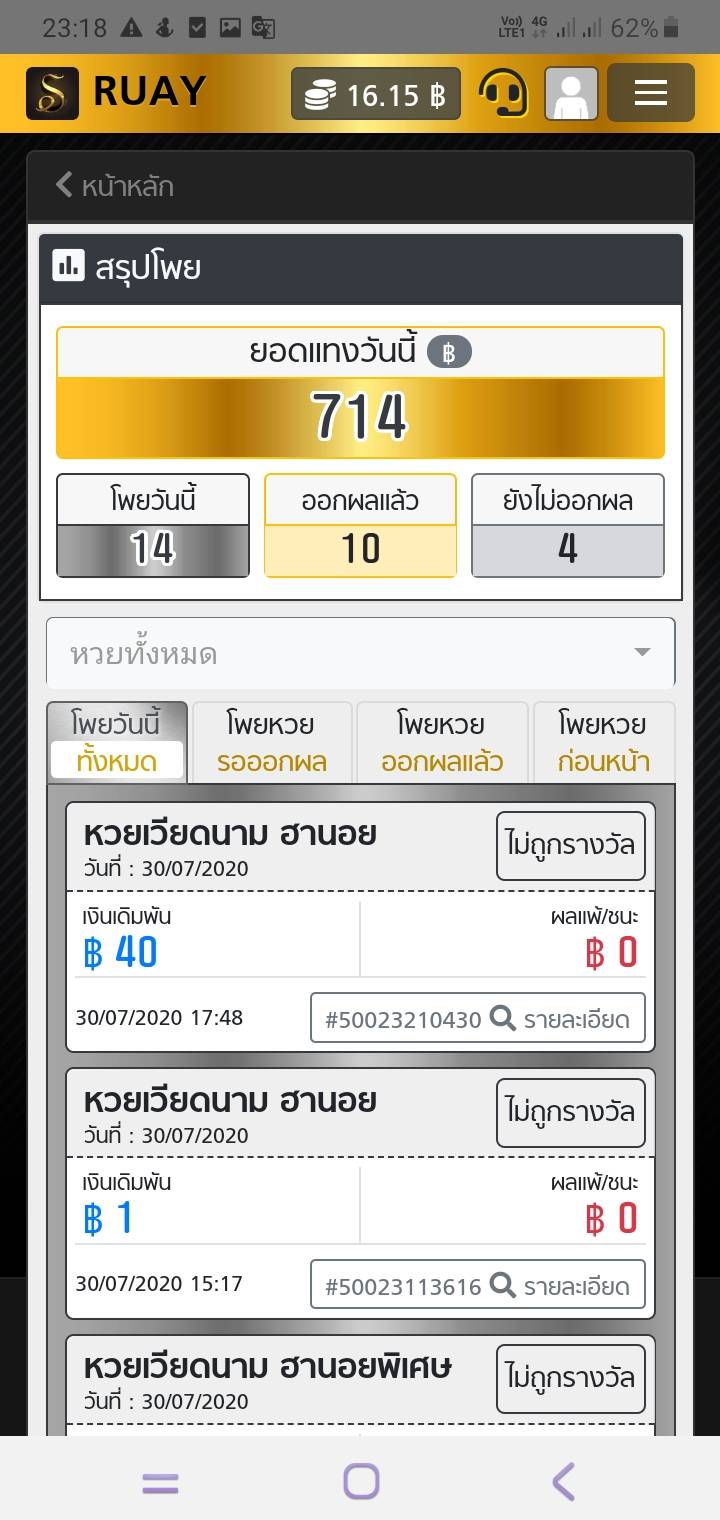 23:18
Vo)) 4G
LTE1
62%
RUAY
16.15 ฿
หน้าหลัก
สรุปโพย
ยอดแทงวันนี้ ฿
714
โพยวันนี้ ออกผลแล้ว ยังไม่ออกผล
14 10 4
หวยทั้งหมด
โพยวันนี้ โพยหวย โพยหวย โพยหวย
ทั้งหมด รอออกผล ออกผลแล้ว ก่อนหน้า
หวยเวียดนาม ฮานอย
ไม่ถูกรางวัล
วันที่ : 30/07/2020
เงินเดิมพัน ผลแพ้/ชนะ
฿ 40 ฿ 0
30/07/2020 17:48 #50023210430 รายละเอียด
หวยเวียดนาม ฮานอย
ไม่ถูกรางวัล
วันที่ : 30/07/2020
เงินเดิมพัน ผลแพ้/ชนะ
฿ 1 ฿ 0
30/07/2020 15:17 #50023113616 รายละเอียด
หวยเวียดนาม ฮานอยพิเศษ
ไม่ถูกรางวัล
วันที่ : 30/07/2020